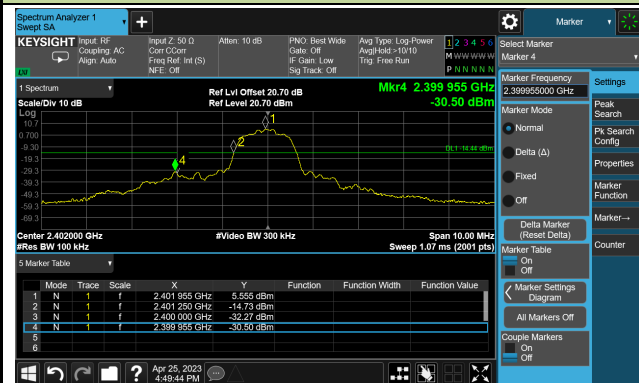 Spectrum Analyzer 1
Swept SA
+
Marker
KEYSIGHT
Input: RF
Coupling: AC
Align: Auto
Input Z: 50 Ω
Corr CCorr
Freq Ref: Int (S)
NFE: Off
Atten: 10 dB
PNO: Best Wide
Gate: Off
IF Gain: Low
Sig Track: Off
Avg Type: Log-Power
Avg|Hold:>10/10
Trig: Free Run
1 2 3 4 5 6
M W W W W W
P N N N N N
LXI
1 Spectrum
Scale/Div 10 dB
Ref Lvl Offset 20.70 dB
Ref Level 20.70 dBm
Mkr4 2.399 955 GHz
-30.50 dBm
Log
10.7
0.700
-9.30
-19.3
-29.3
-39.3
-49.3
-59.3
-69.3
1
2
4
DL1 -14.44 dBm
Center 2.402000 GHz
#Res BW 100 kHz
#Video BW 300 kHz
Span 10.00 MHz
Sweep 1.07 ms (2001 pts)
5 Marker Table
Mode Trace Scale X Y Function Function Width Function Value
1 N 1 f 2.401 955 GHz 5.555 dBm
2 N 1 f 2.401 250 GHz -14.73 dBm
3 N 1 f 2.400 000 GHz -32.27 dBm
4 N 1 f 2.399 955 GHz -30.50 dBm
5
6
?
Apr 25, 2023
4:49:44 PM
Select Marker
Marker 4
Marker Frequency
2.399955000 GHz
Marker Mode
Normal
Delta (Δ)
Fixed
Off
Delta Marker
(Reset Delta)
Marker Table
On
Off
Marker Settings
Diagram
All Markers Off
Couple Markers
On
Off
Settings
Peak
Search
Pk Search
Config
Properties
Marker
Function
Marker→
Counter